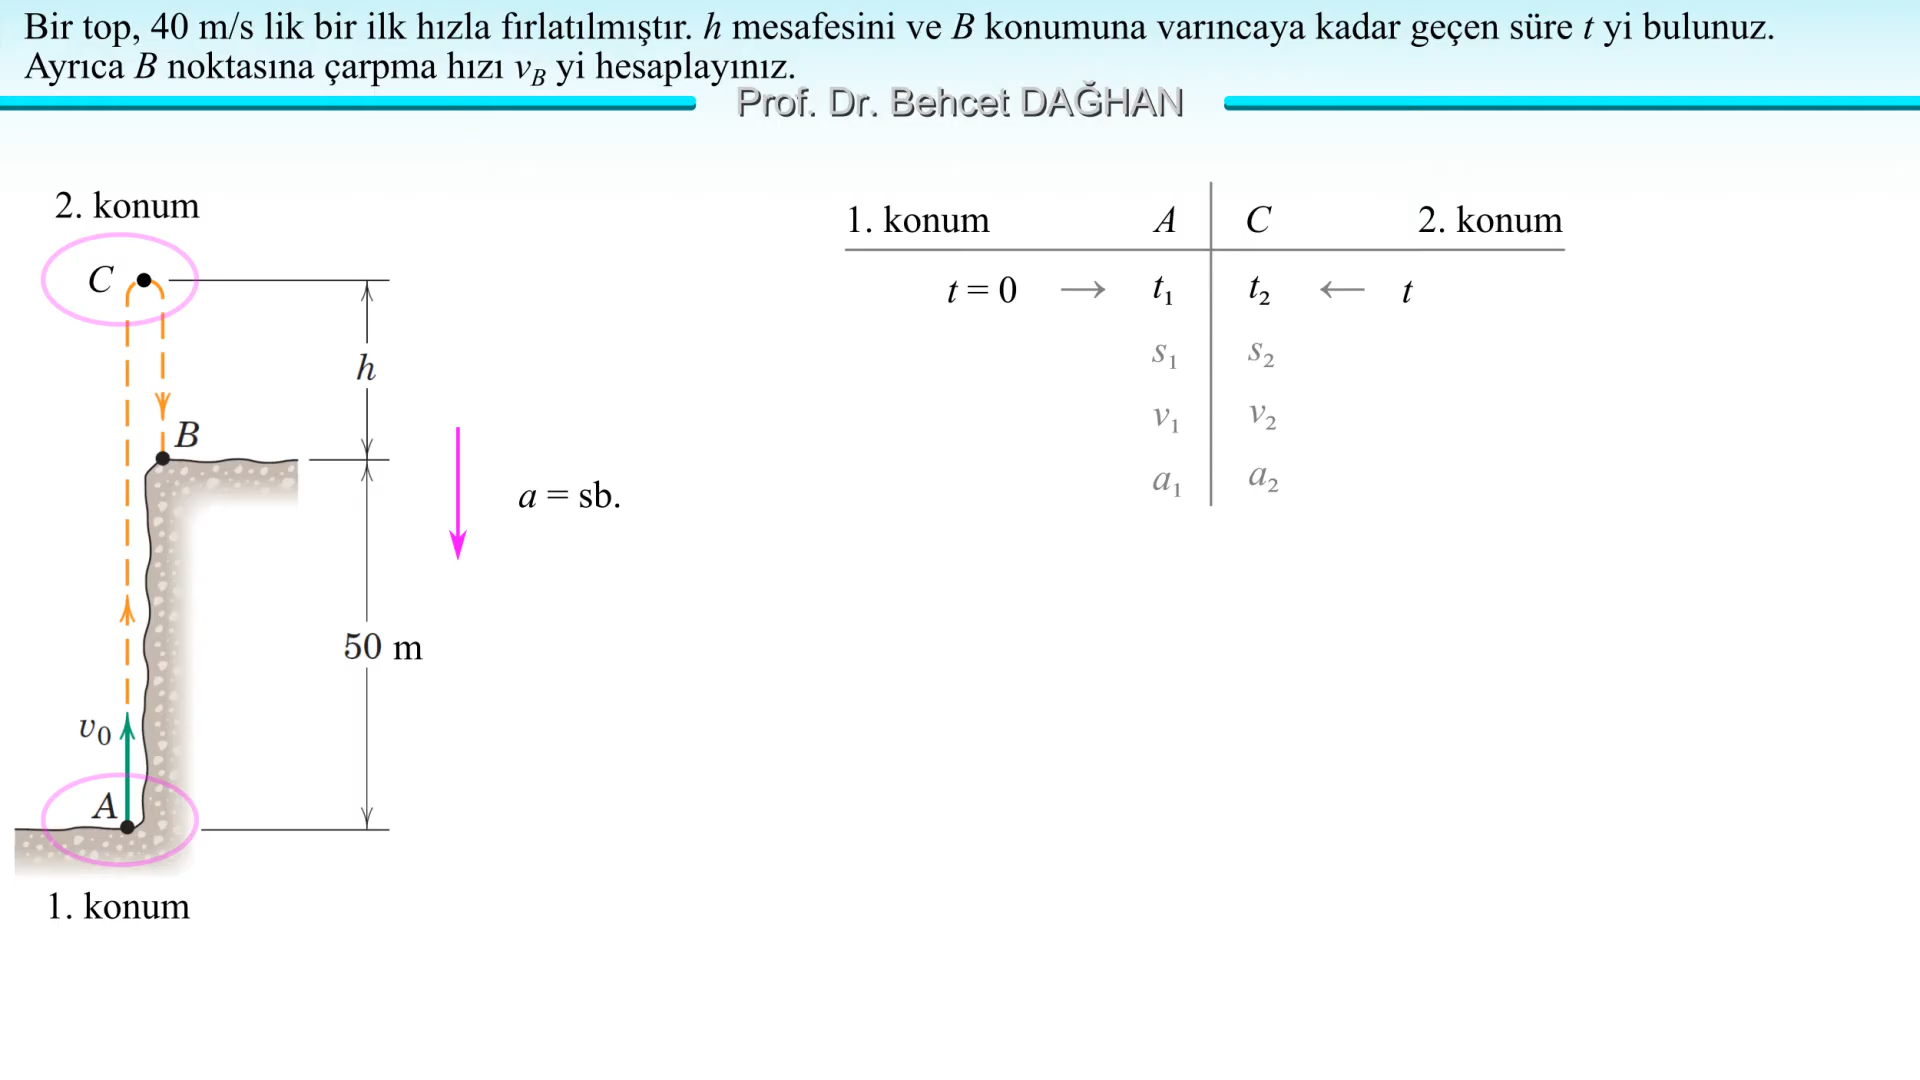 Bir top, 40 m/s lik bir ilk hızla fırlatılmıştır. h mesafesini ve B konumuna varıncaya kadar geçen süre t yi bulunuz.
Ayrıca B noktasına çarpma hızı vB yi hesaplayınız.
Prof. Dr. Behcet DAĞHAN
2. konum
C
h
B
a = sb.
50 m
v0
A
1. konum
1. konum A C 2. konum
t = 0 → t1 t2 ← t
s1 s2
v1 v2
a1 a2